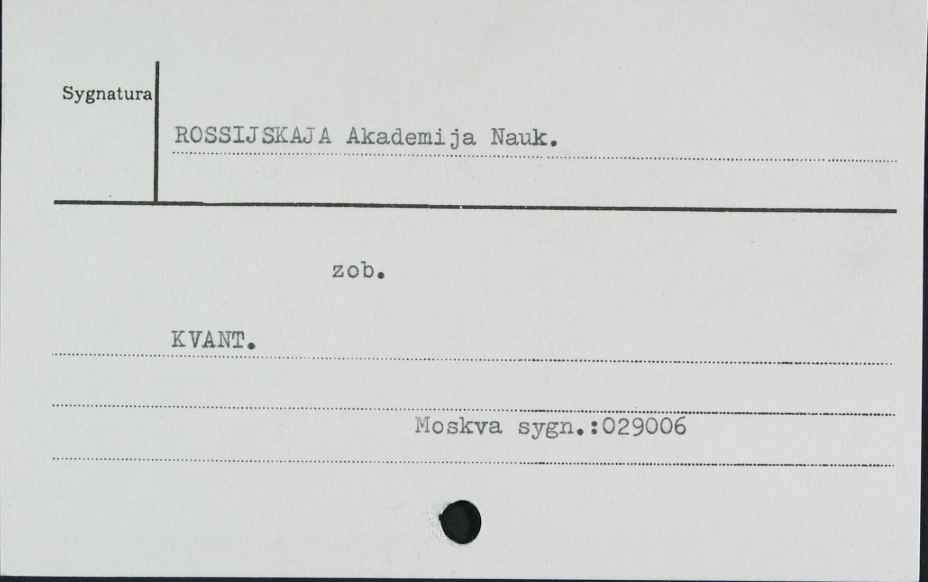 Sygnatura
ROSSIJSKAJA Akademija Nauk.
zob.
KVANT.
Moskva sygn.:029006